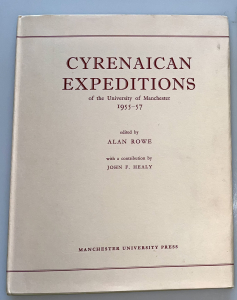 CYRENAICAN
EXPEDITIONS
of the University of Manchester
1955-57
edited by
ALAN ROWE
with a contribution by
JOHN F. HEALY
MANCHESTER UNIVERSITY PRESS